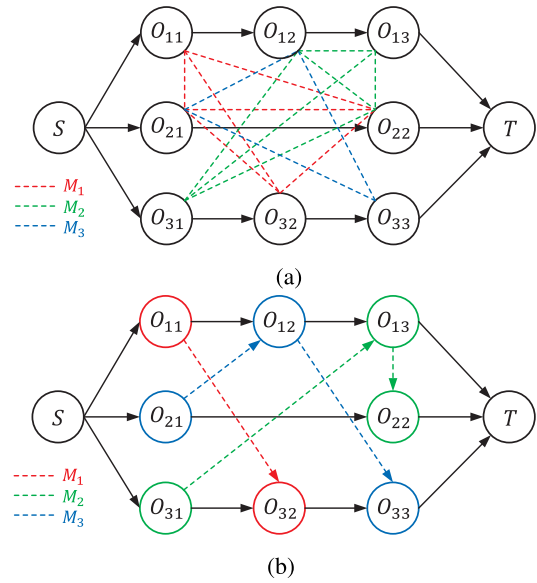 O₁₁ O₁₂ O₁₃
S O₂₁ O₂₂ T
M₁
M₂
M₃
O₃₁ O₃₂ O₃₃
(a)
O₁₁ O₁₂ O₁₃
S O₂₁ O₂₂ T
M₁
M₂
M₃
O₃₁ O₃₂ O₃₃
(b)